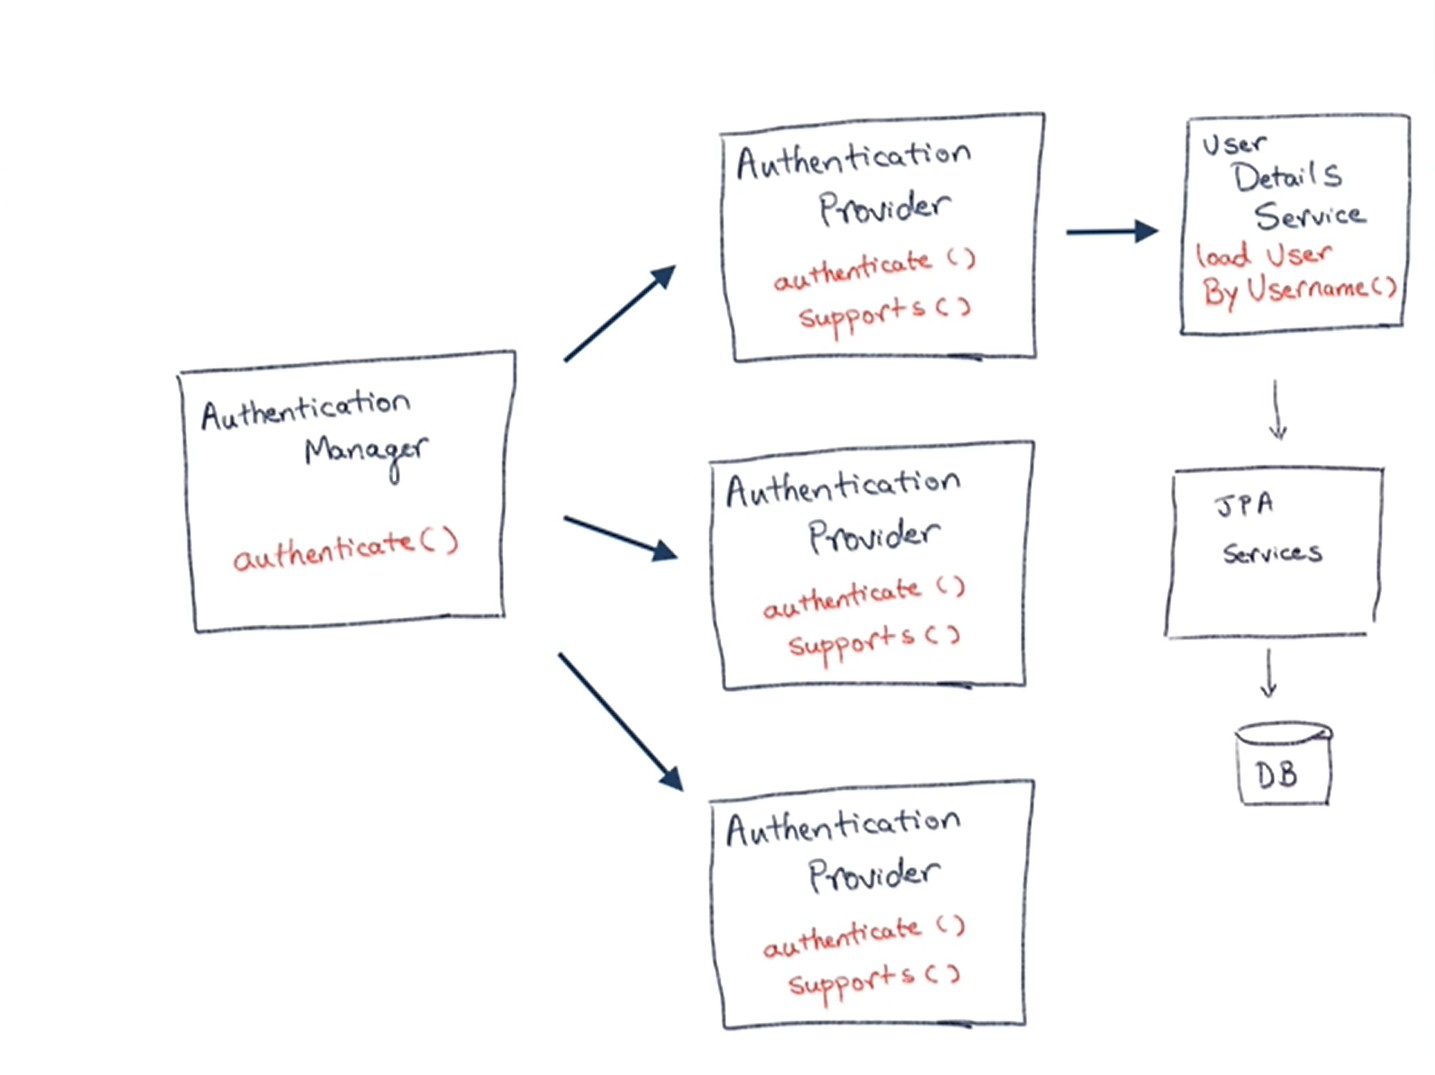 Authentication
Manager
authenticate()
Authentication
Provider
authenticate ()
supports ()
User
Details
Service
load User
By Username()
Authentication
Provider
authenticate ()
supports ()
JPA
Services
DB
Authentication
Provider
authenticate ()
supports ()